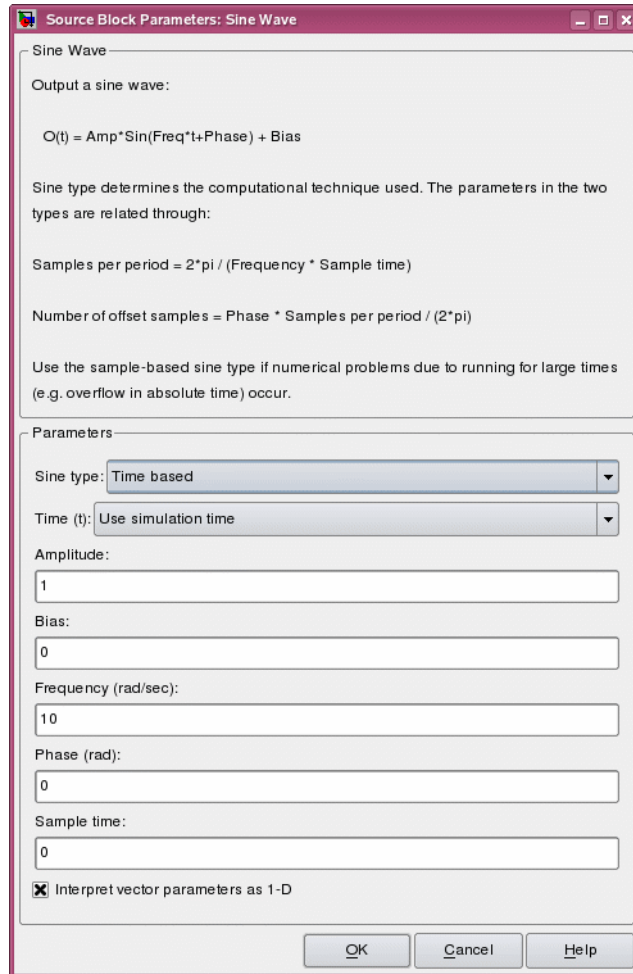 Source Block Parameters: Sine Wave
Sine Wave
Output a sine wave:
O(t) = Amp*Sin(Freq*t+Phase) + Bias
Sine type determines the computational technique used. The parameters in the two
types are related through:
Samples per period = 2*pi / (Frequency * Sample time)
Number of offset samples = Phase * Samples per period / (2*pi)
Use the sample-based sine type if numerical problems due to running for large times
(e.g. overflow in absolute time) occur.
Parameters
Sine type: Time based
Time (t): Use simulation time
Amplitude:
1
Bias:
0
Frequency (rad/sec):
10
Phase (rad):
0
Sample time:
0
Interpret vector parameters as 1-D
OK Cancel Help